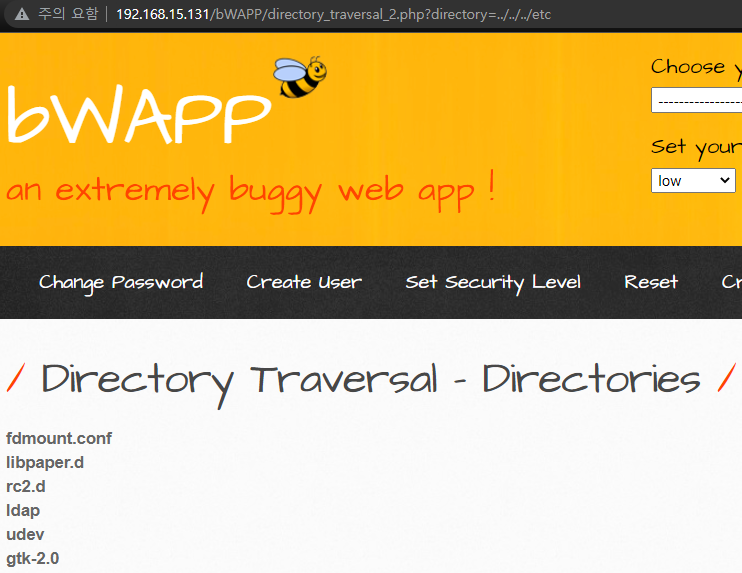 주의 요함 192.168.15.131/bWAPP/directory_traversal_2.php?directory=../../../etc
bWAPP
an extremely buggy web app !
Choose y
--------------------
Set your
low
Change Password Create User Set Security Level Reset Cr
/ Directory Traversal - Directories /
fdmount.conf
libpaper.d
rc2.d
ldap
udev
gtk-2.0